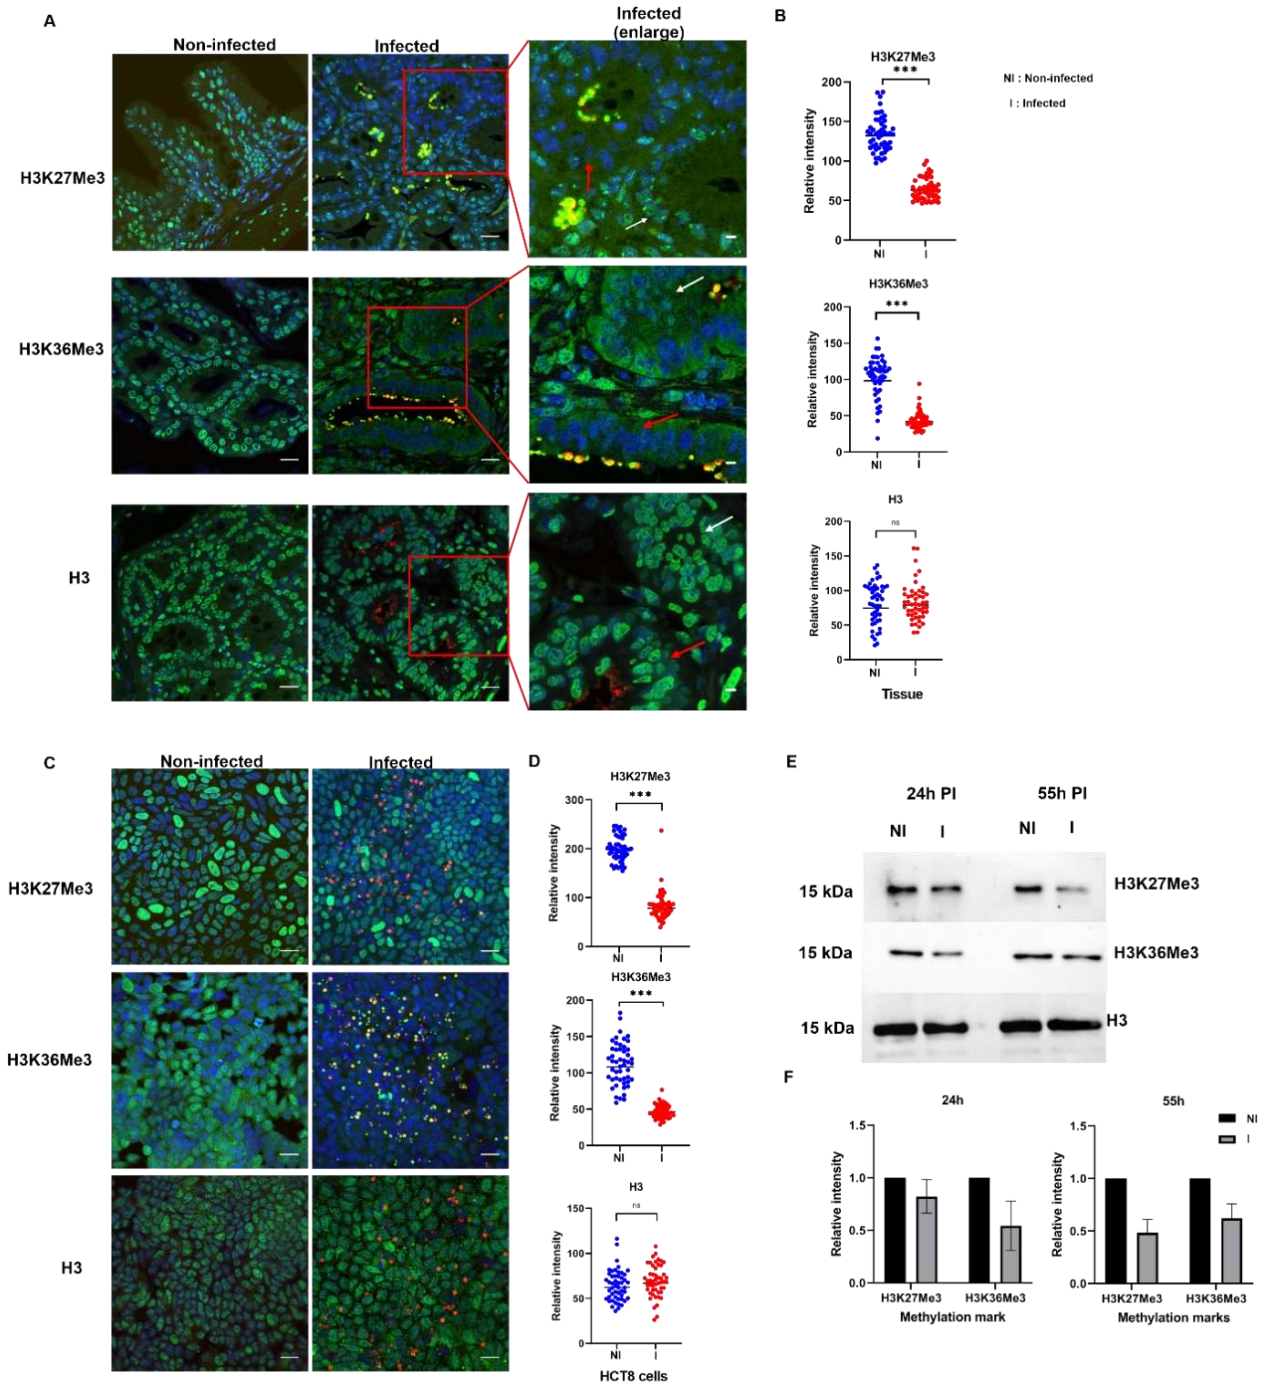 A
Non-infected
Infected
Infected
(enlarge)
H3K27Me3
H3K36Me3
H3
B
H3K27Me3
***
200
150
100
50
0
Relative intensity
NI
I
NI : Non-infected
I : Infected
H3K36Me3
***
200
150
100
50
0
Relative intensity
NI
I
H3
ns
200
150
100
50
0
Relative intensity
NI
I
Tissue
C
Non-infected
Infected
H3K27Me3
H3K36Me3
H3
D
H3K27Me3
***
300
200
100
0
Relative intensity
NI
I
H3K36Me3
***
200
150
100
50
0
Relative intensity
NI
I
H3
ns
150
100
50
0
Relative intensity
NI
I
HCT8 cells
E
24h PI
55h PI
NI
I
NI
I
15 kDa
H3K27Me3
15 kDa
H3K36Me3
15 kDa
H3
F
24h
1.5
1.0
0.5
0.0
Relative intensity
H3K27Me3
H3K36Me3
Methylation mark
55h
1.5
1.0
0.5
0.0
Relative intensity
H3K27Me3
H3K36Me3
Methylation marks
NI
I